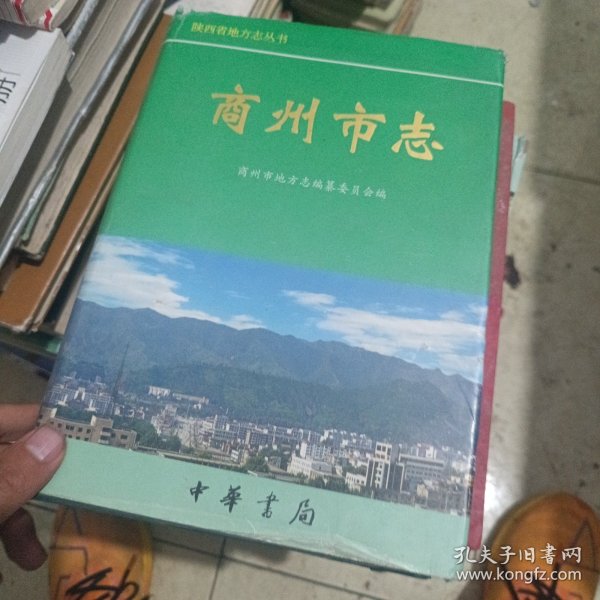 陕西省地方志丛书
商州市志
商州市地方志编纂委员会编
中華書局
孔夫子旧书网
www.kongfz.com